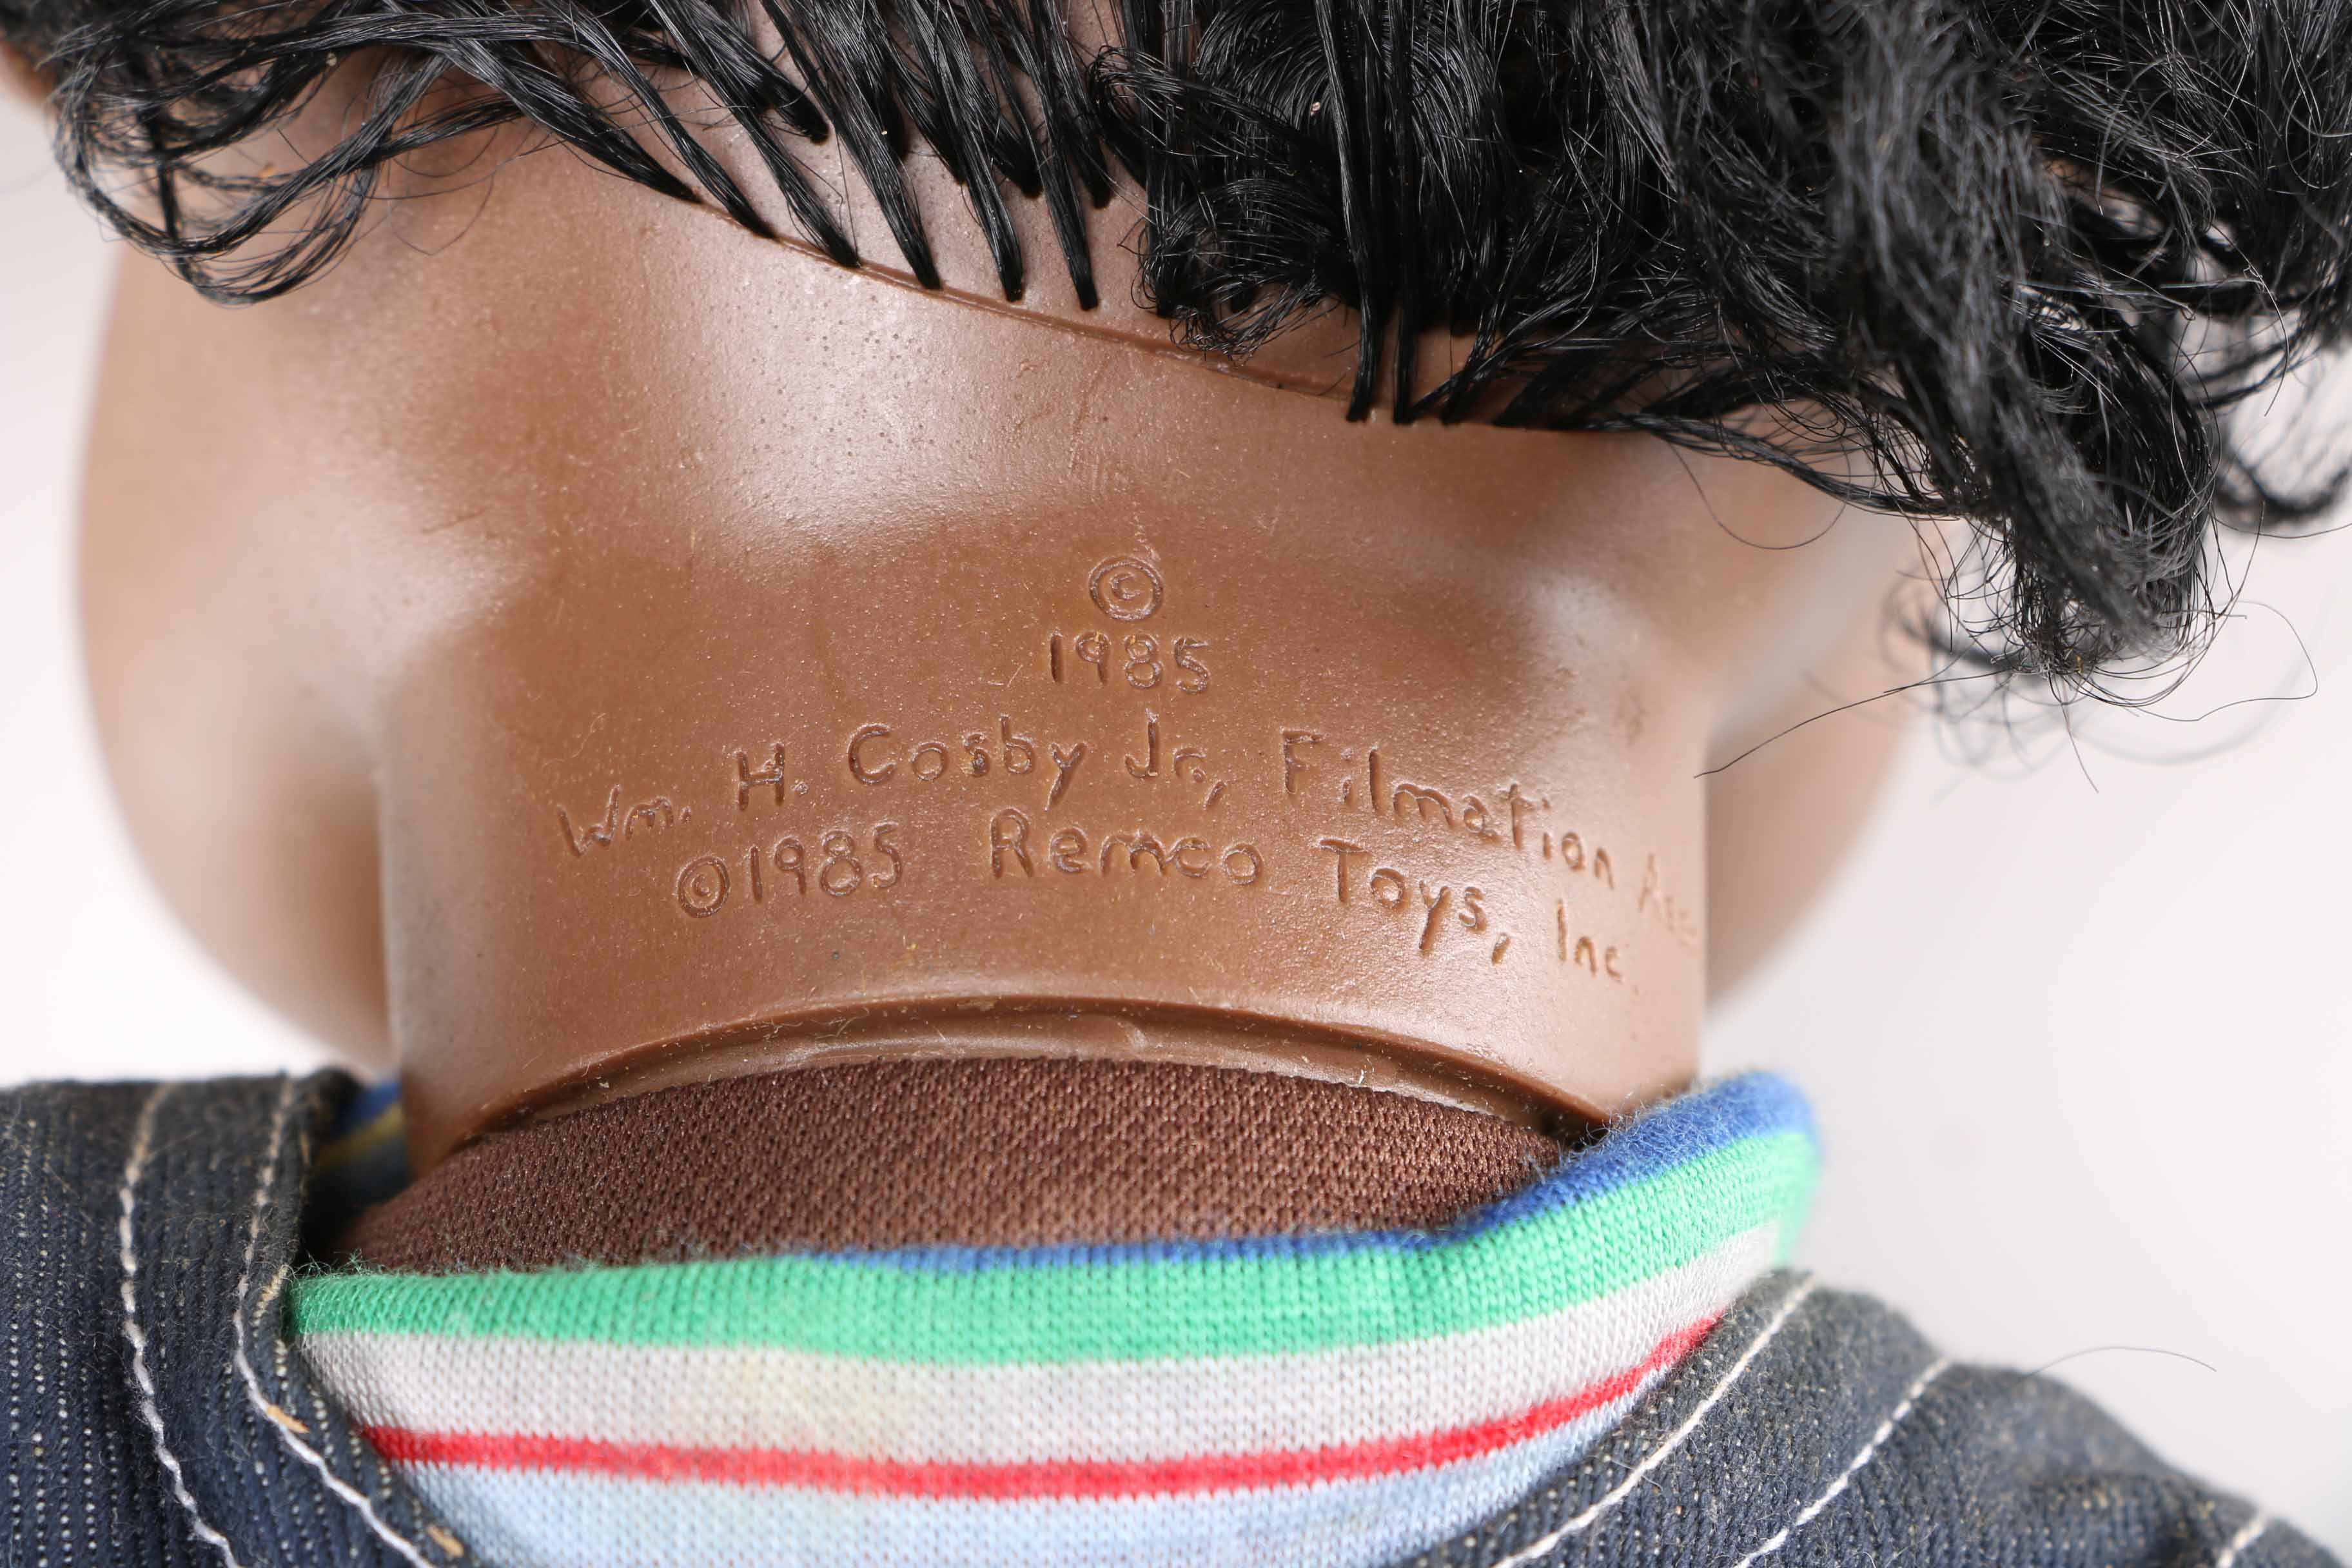 ©
1985
Wm. H. Cosby Jr., Filmation
©1985 Remco Toys, Inc.